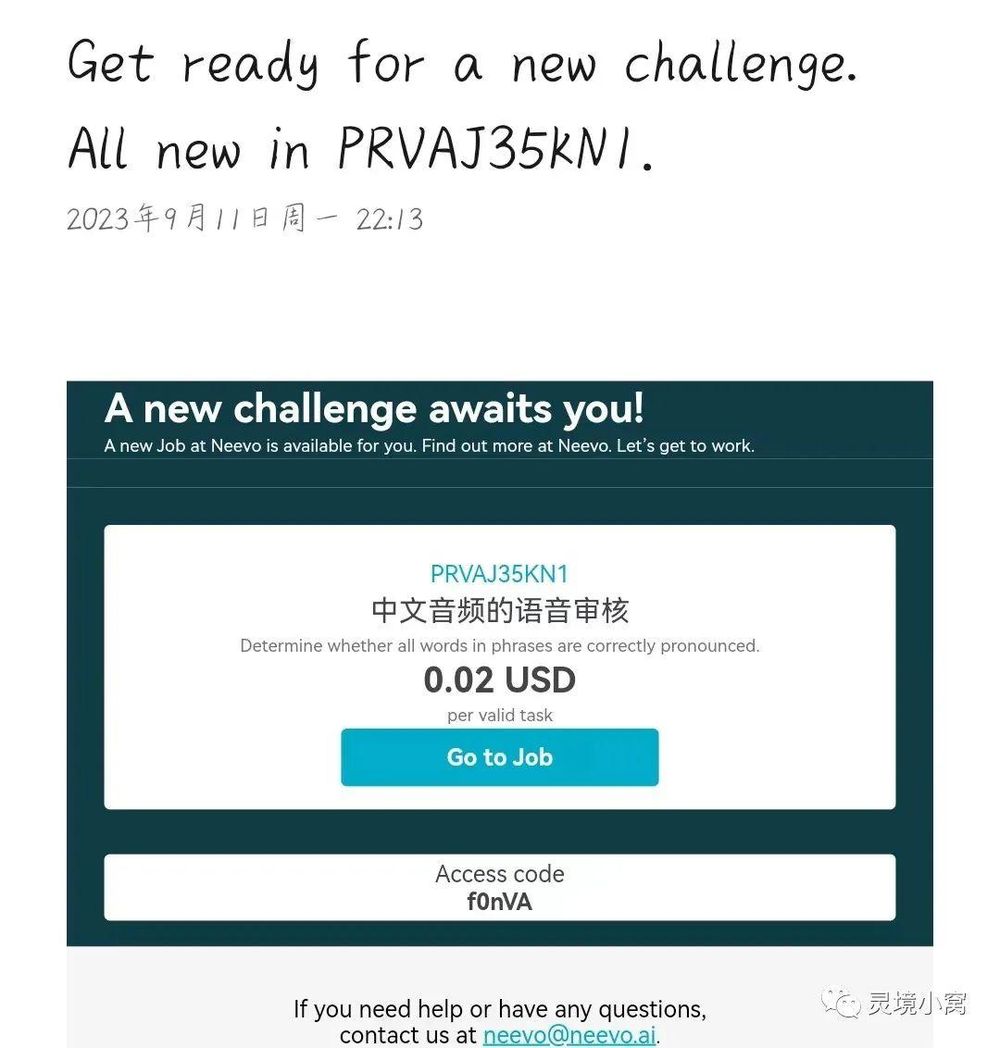 Get ready for a new challenge.
All new in PRVAJ35KN1.
2023年9月11日周一 22:13
A new challenge awaits you!
A new Job at Neevo is available for you. Find out more at Neevo. Let's get to work.
PRVAJ35KN1
中文音频的语音审核
Determine whether all words in phrases are correctly pronounced.
0.02 USD
per valid task
Go to Job
Access code
f0nVA
If you need help or have any questions,
contact us at neevo@neevo.ai.
灵境小窝